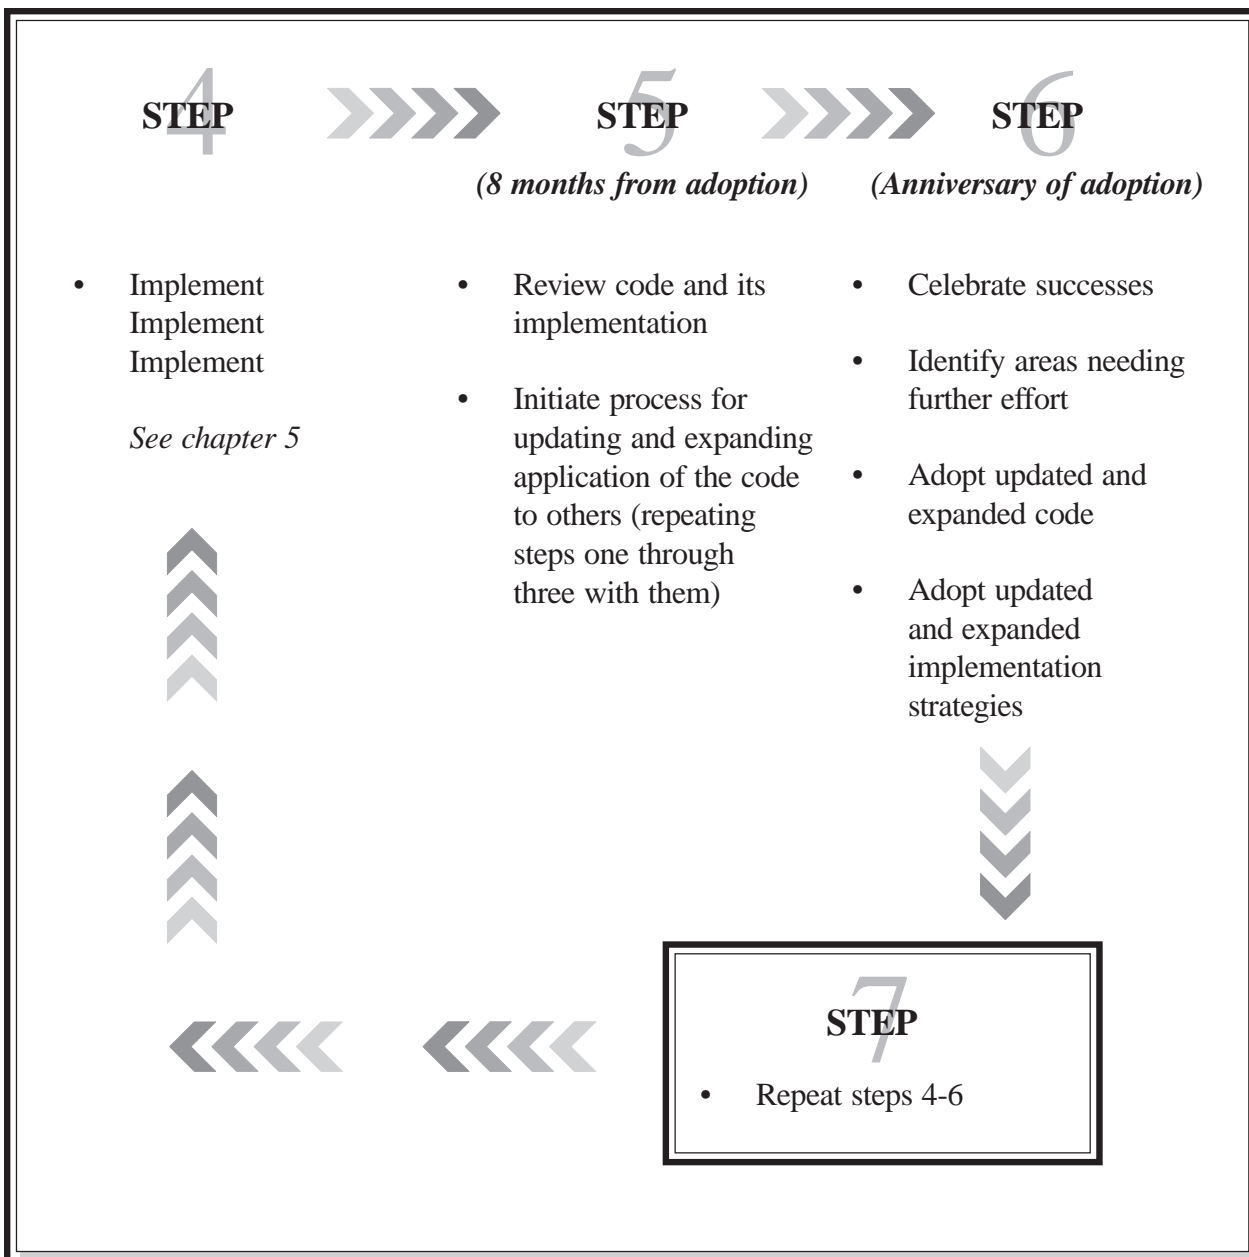 STEP 4
• Implement
Implement
Implement
See chapter 5
STEP 5
(8 months from adoption)
• Review code and its
implementation
• Initiate process for
updating and expanding
application of the code
to others (repeating
steps one through
three with them)
STEP 6
(Anniversary of adoption)
• Celebrate successes
• Identify areas needing
further effort
• Adopt updated and
expanded code
• Adopt updated
and expanded
implementation
strategies
STEP 7
• Repeat steps 4-6